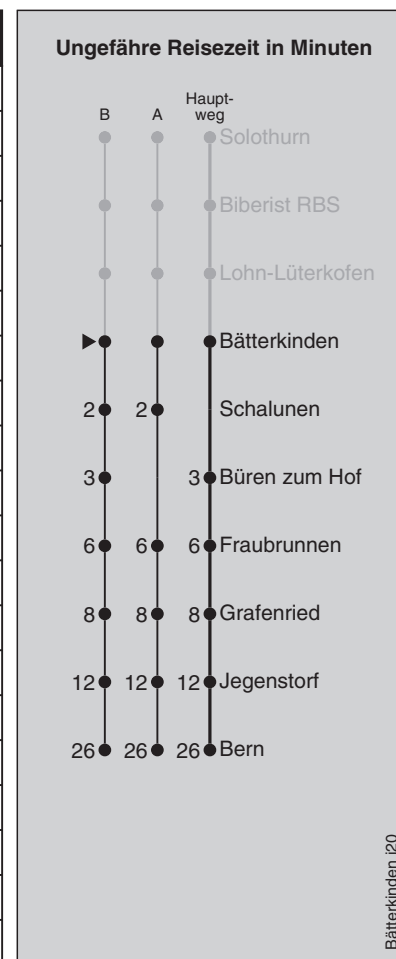 Ungefähre Reisezeit in Minuten
B A Haupt-
weg
Solothurn
Biberist RBS
Lohn-Lüterkofen
Bätterkinden
2 2 Schalunen
3 3 Büren zum Hof
6 6 6 Fraubrunnen
8 8 8 Grafenried
12 12 12 Jegenstorf
26 26 26 Bern
Bätterkinden i20